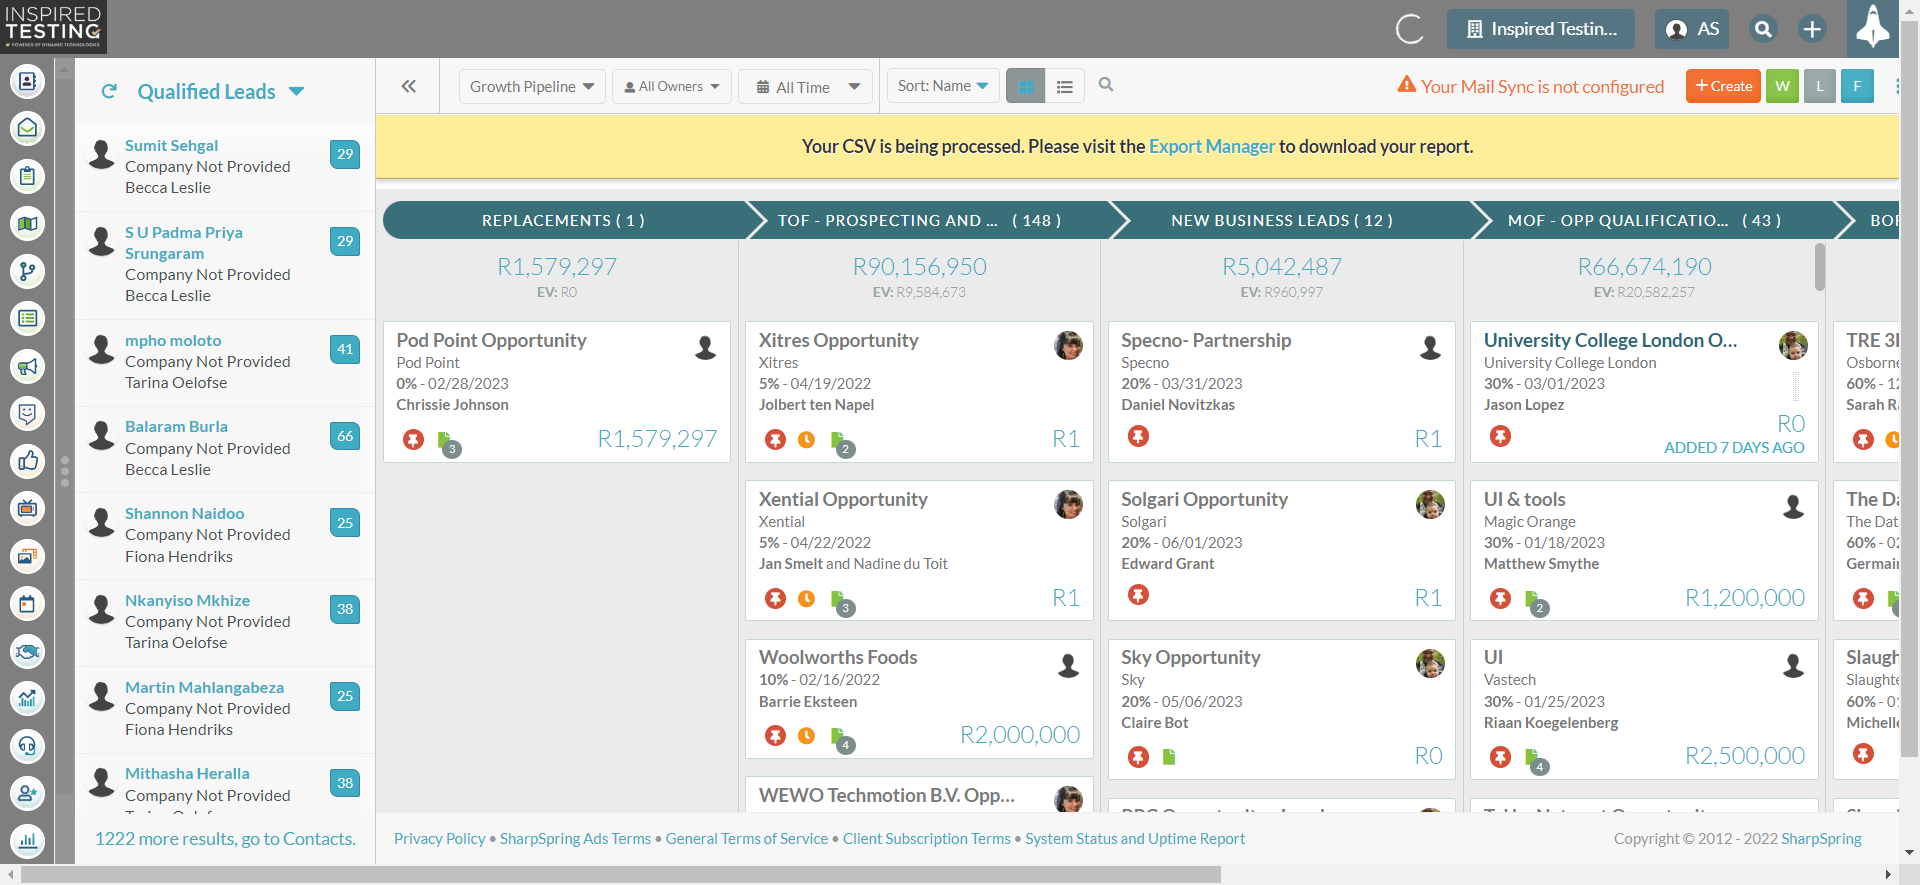 INSPIRED
TESTING
POWERED BY DYNAMIC TECHNOLOGIES
Inspired Testin...
AS
Qualified Leads
Growth Pipeline
All Owners
All Time
Sort: Name
Your Mail Sync is not configured
+ Create
W
L
F
Your CSV is being processed. Please visit the Export Manager to download your report.
Sumit Sehgal
Company Not Provided
Becca Leslie
29
S U Padma Priya
Srungaram
Company Not Provided
Becca Leslie
29
mpho moloto
Company Not Provided
Tarina Oelofse
41
Balaram Burla
Company Not Provided
Becca Leslie
66
Shannon Naidoo
Company Not Provided
Fiona Hendriks
25
Nkanyiso Mkhize
Company Not Provided
Tarina Oelofse
38
Martin Mahlangabeza
Company Not Provided
Fiona Hendriks
25
Mithasha Heralla
Company Not Provided
38
1222 more results, go to Contacts.
REPLACEMENTS ( 1 )
R1,579,297
EV: R0
Pod Point Opportunity
Pod Point
0% - 02/28/2023
Chrissie Johnson
3
R1,579,297
TOF - PROSPECTING AND ... ( 148 )
R90,156,950
EV: R9,584,673
Xitres Opportunity
Xitres
5% - 04/19/2022
Jolbert ten Napel
2
R1
Xential Opportunity
Xential
5% - 04/22/2022
Jan Smelt and Nadine du Toit
3
R1
Woolworths Foods
10% - 02/16/2022
Barrie Eksteen
4
R2,000,000
WEWO Techmotion B.V. Opp...
NEW BUSINESS LEADS ( 12 )
R5,042,487
EV: R960,997
Specno- Partnership
Specno
20% - 03/31/2023
Daniel Novitzkas
R1
Solgari Opportunity
Solgari
20% - 06/01/2023
Edward Grant
R1
Sky Opportunity
Sky
20% - 05/06/2023
Claire Bot
R0
MOF - OPP QUALIFICATIO... ( 43 )
R66,674,190
EV: R20,582,257
University College London O...
University College London
30% - 03/01/2023
Jason Lopez
R0
ADDED 7 DAYS AGO
UI & tools
Magic Orange
30% - 01/18/2023
Matthew Smythe
2
R1,200,000
UI
Vastech
30% - 01/25/2023
Riaan Koegelenberg
4
R2,500,000
TRE 3
Osborne
60% - 12
Sarah R
The Da
The Dat
60% - 02
Germain
Slaugh
Slaughte
60% - 01
Michelle
Privacy Policy • SharpSpring Ads Terms • General Terms of Service • Client Subscription Terms • System Status and Uptime Report
Copyright © 2012 - 2022 SharpSpring